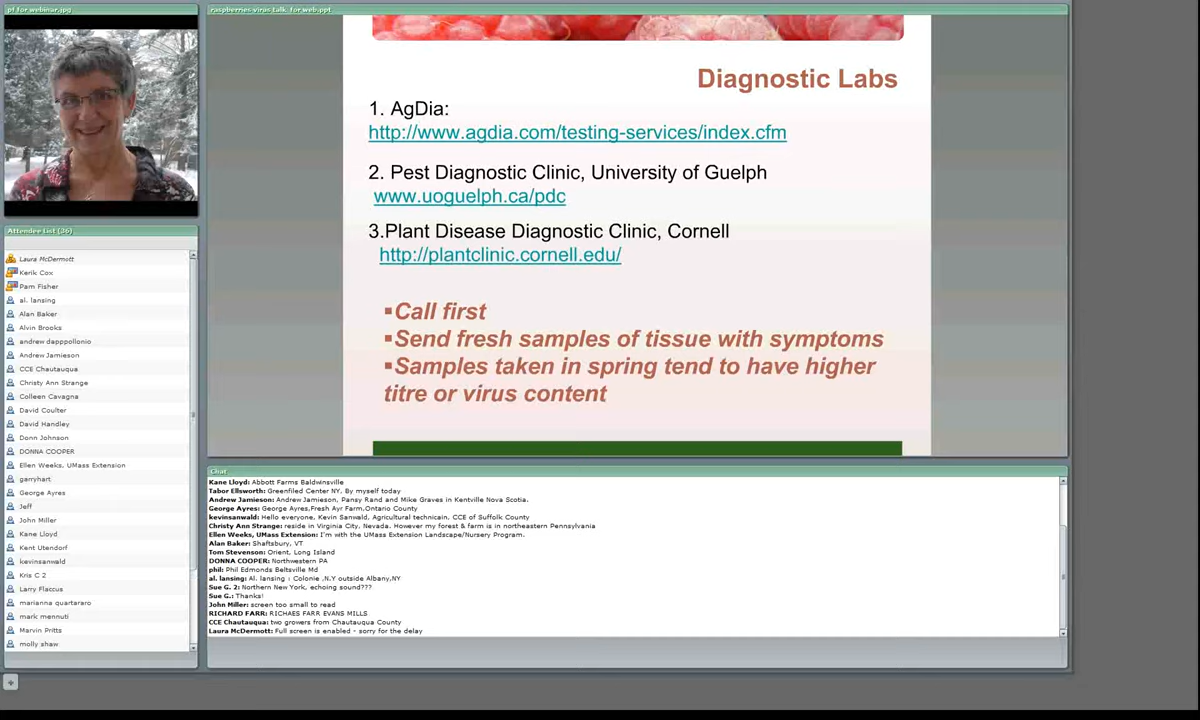 pf for webinar.jpg
raspberries virus talk for web.ppt
Diagnostic Labs
1. AgDia:
http://www.agdia.com/testing-services/index.cfm
2. Pest Diagnostic Clinic, University of Guelph
www.uoguelph.ca/pdc
3.Plant Disease Diagnostic Clinic, Cornell
http://plantclinic.cornell.edu/
▪Call first
▪Send fresh samples of tissue with symptoms
▪Samples taken in spring tend to have higher
titre or virus content
Attendee List (36)
Laura McDermott
Kerik Cox
Pam Fisher
al. lansing
Alan Baker
Alvin Brooks
andrew dapppollonio
Andrew Jamieson
CCE Chautauqua
Christy Ann Strange
Colleen Cavagna
David Coulter
David Handley
Donn Johnson
DONNA COOPER
Ellen Weeks, UMass Extension
garryhart
George Ayres
Jeff
John Miller
Kane Lloyd
Kent Utendorf
kevinsanwald
Kris C 2
Larry Flaccus
marianna quartararo
mark mennuti
Marvin Pritts
molly shaw
Chat
Kane Lloyd: Abbott Farms Baldwinsville
Tabor Ellsworth: Greenfiled Center NY, By myself today
Andrew Jamieson: Andrew Jamieson, Pansy Rand and Mike Graves in Kentville Nova Scotia.
George Ayres: George Ayres,Fresh Ayr Farm,Ontario County
kevinsanwald: Hello everyone. Kevin Sanwald, Agricultural technicain, CCE of Suffolk County
Christy Ann Strange: reside in Virginia City, Nevada. However my forest & farm is in northeastern Pennsylvania
Ellen Weeks, UMass Extension: I'm with the UMass Extension Landscape/Nursery Program.
Alan Baker: Shaftsbury, VT
Tom Stevenson: Orient, Long Island
DONNA COOPER: Northwestern PA
phil: Phil Edmonds Beltsville Md
al. lansing: Al. lansing : Colonie ,N.Y outside Albany,NY
Sue G. 2: Northern New York, echoing sound???
Sue G.: Thanks!
John Miller: screen too small to read
RICHARD FARR: RICHAES FARR EVANS MILLS
CCE Chautauqua: two growers from Chautauqua County
Laura McDermott: Full screen is enabled - sorry for the delay